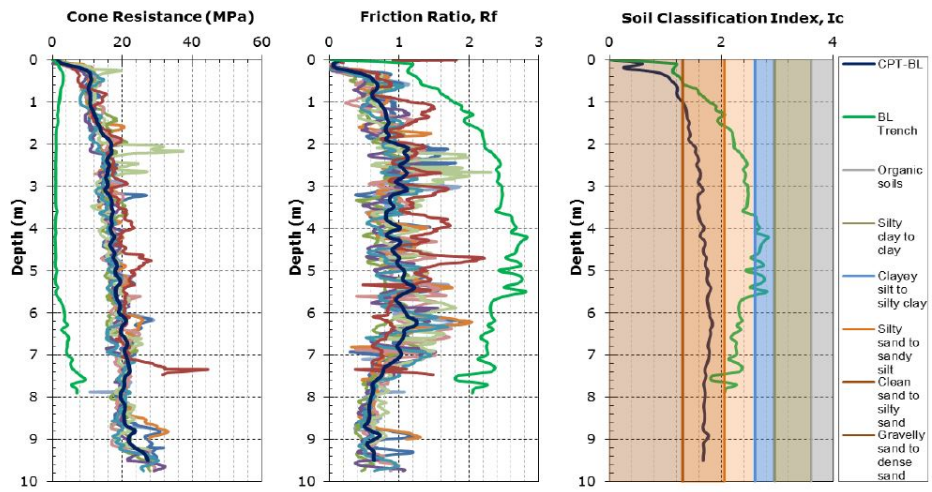 Cone Resistance (MPa)
0 20 40 60
Depth (m)
0
1
2
3
4
5
6
7
8
9
10
Friction Ratio, Rf
0 1 2 3
Depth (m)
0
1
2
3
4
5
6
7
8
9
10
Soil Classification Index, Ic
0 2 4
Depth (m)
0
1
2
3
4
5
6
7
8
9
10
CPT-BL
BL
Trench
Organic
soils
Silty
clay to
clay
Clayey
silt to
silty clay
Silty
sand to
sandy
silt
Clean
sand to
silty
sand
Gravelly
sand to
dense
sand